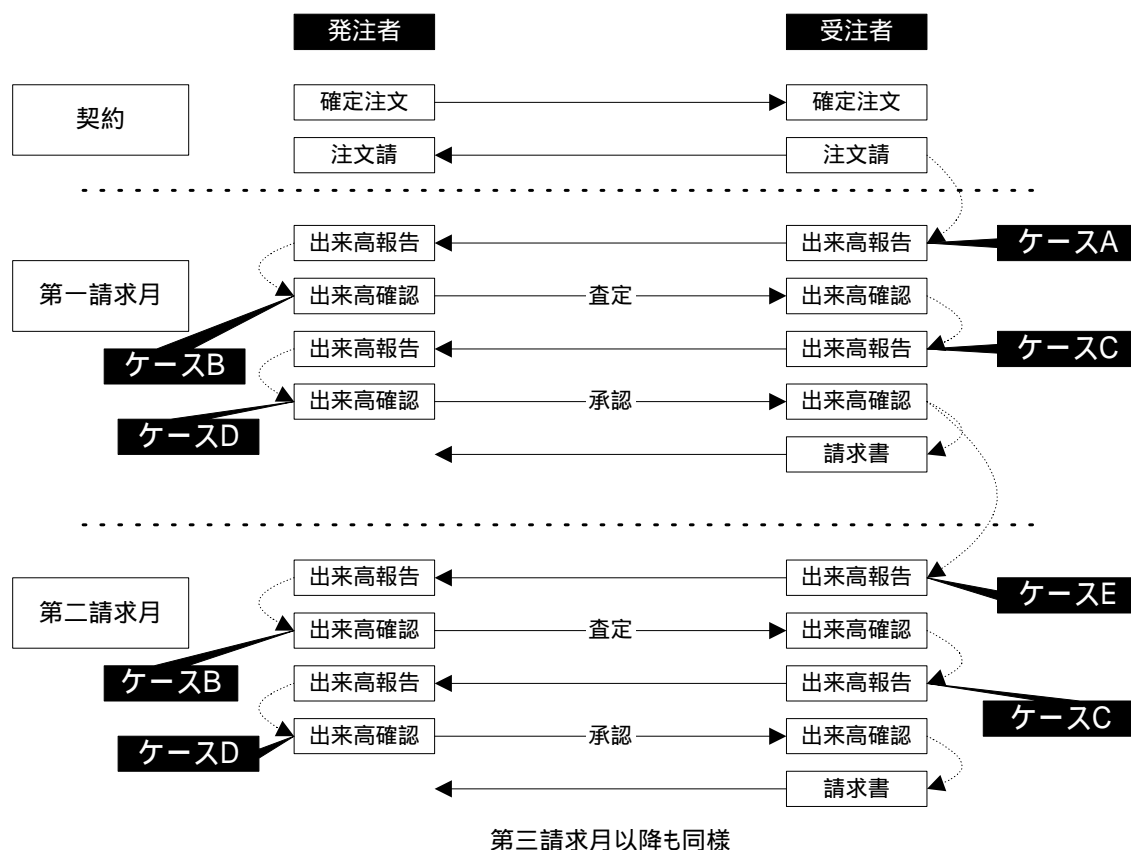 発注者 受注者
確定注文 確定注文
契約
注文請 注文請
出来高報告 出来高報告 ケースA
第一請求月 出来高確認 査定 出来高確認
ケースB 出来高報告 出来高報告 ケースC
出来高確認 承認 出来高確認
ケースD
請求書
出来高報告 出来高報告 ケースE
第二請求月 出来高確認 査定 出来高確認
ケースB 出来高報告 出来高報告
ケースC
ケースD 出来高確認 承認 出来高確認
請求書
第三請求月以降も同様